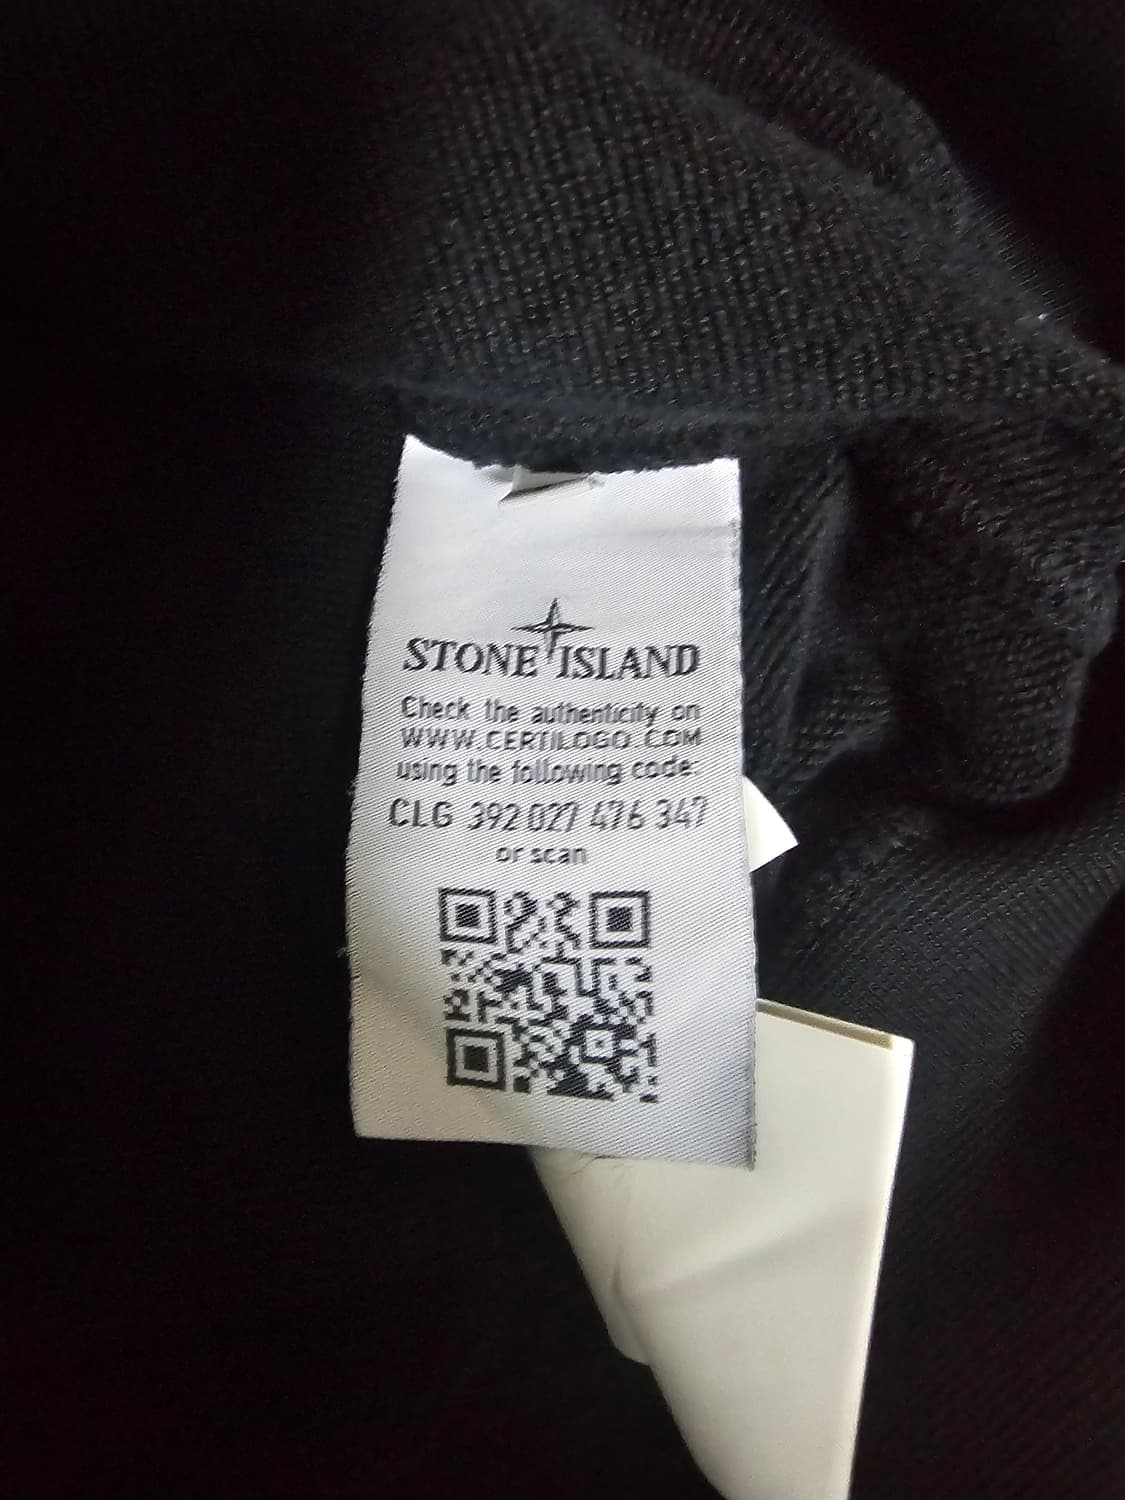 STONE ISLAND
Check the authenticity on
WWW.CERTILOGO.COM
using the following code:
CLG 392 027 476 347
or scan